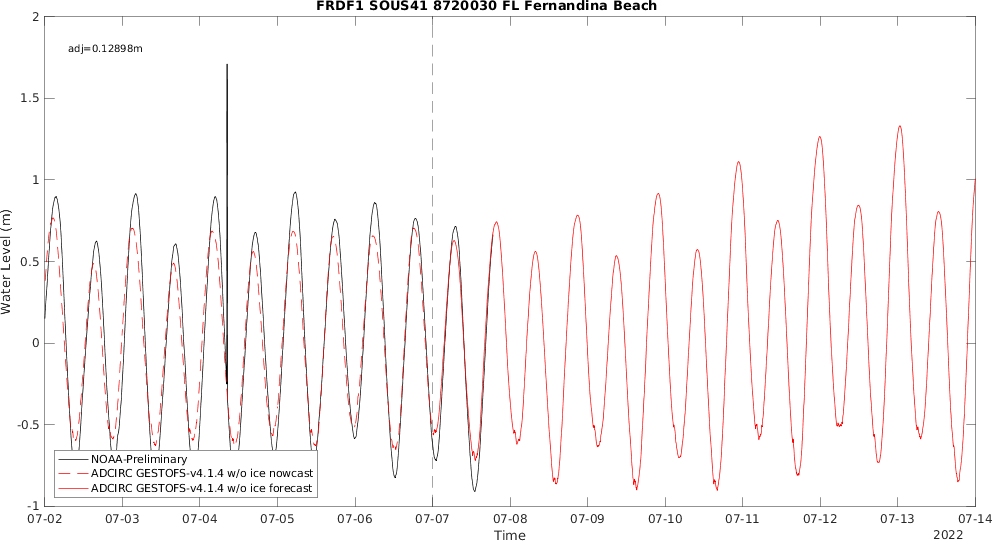 FRDF1 SOUS41 8720030 FL Fernandina Beach
adj=0.12898m
2
1.5
1
0.5
0
-0.5
-1
Water Level (m)
NOAA-Preliminary
ADCIRC GESTOFS-v4.1.4 w/o ice nowcast
ADCIRC GESTOFS-v4.1.4 w/o ice forecast
07-02 07-03 07-04 07-05 07-06 07-07 07-08 07-09 07-10 07-11 07-12 07-13 07-14
Time
2022